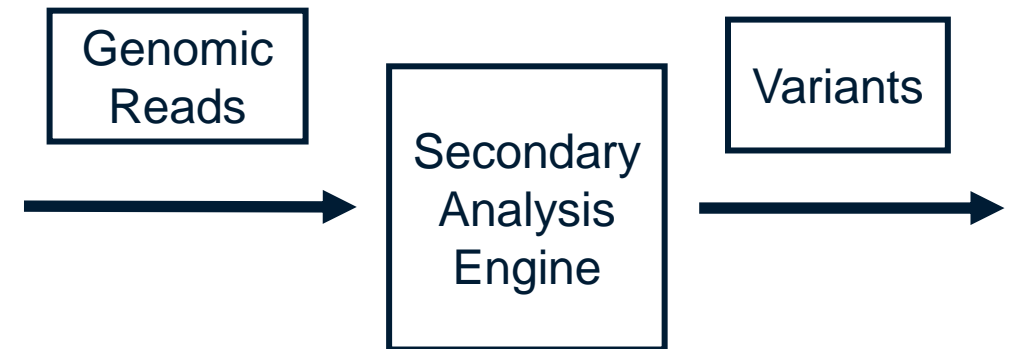 Genomic
Reads
Secondary
Analysis
Engine
Variants